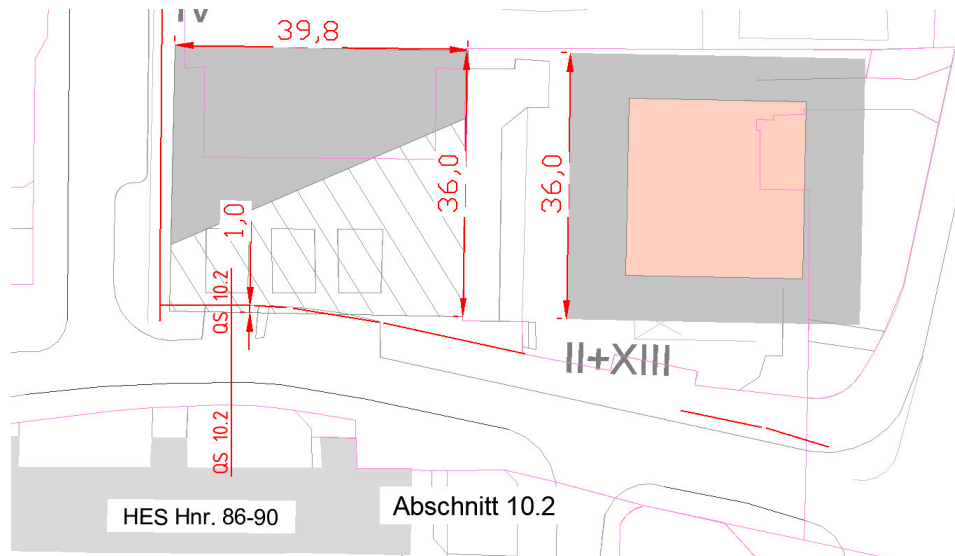 IV
39,8
36,0
36,0
1,0
QS 10.2
II+XIII
QS 10.2
Abschnitt 10.2
HES Hnr. 86-90